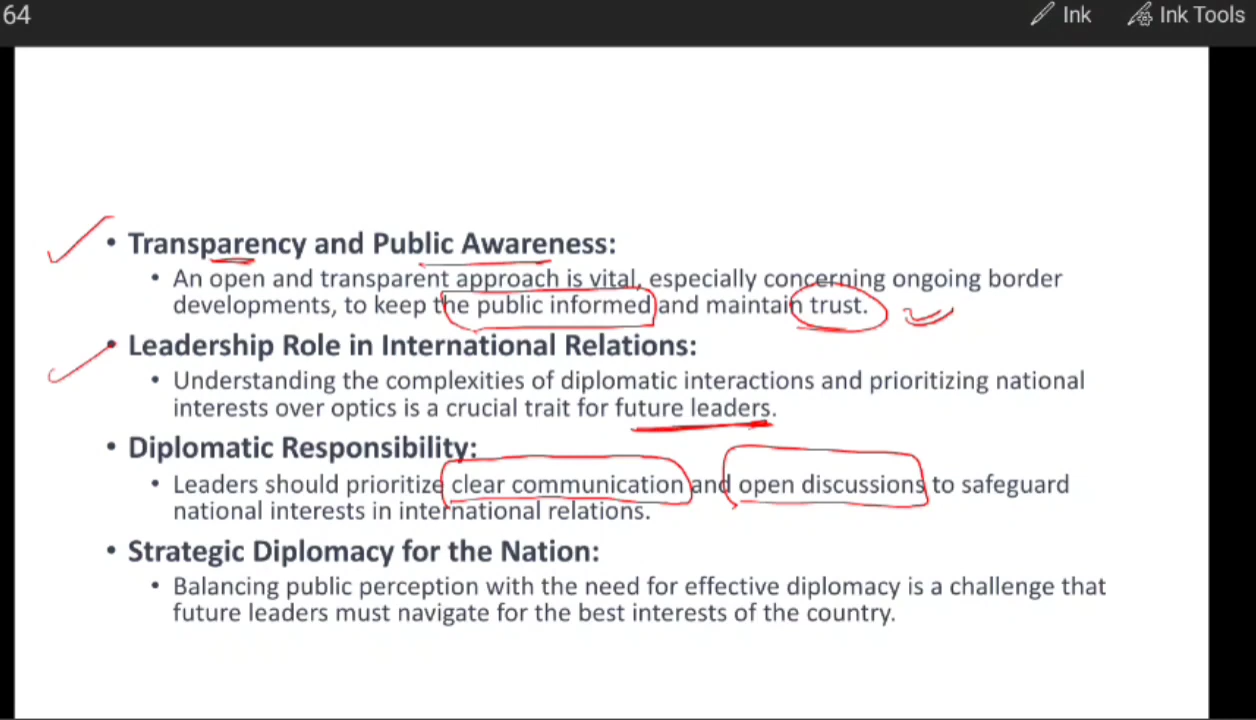 64
Ink Ink Tools
• Transparency and Public Awareness:
• An open and transparent approach is vital, especially concerning ongoing border
developments, to keep the public informed and maintain trust.
• Leadership Role in International Relations:
• Understanding the complexities of diplomatic interactions and prioritizing national
interests over optics is a crucial trait for future leaders.
• Diplomatic Responsibility:
• Leaders should prioritize clear communication and open discussions to safeguard
national interests in international relations.
• Strategic Diplomacy for the Nation:
• Balancing public perception with the need for effective diplomacy is a challenge that
future leaders must navigate for the best interests of the country.